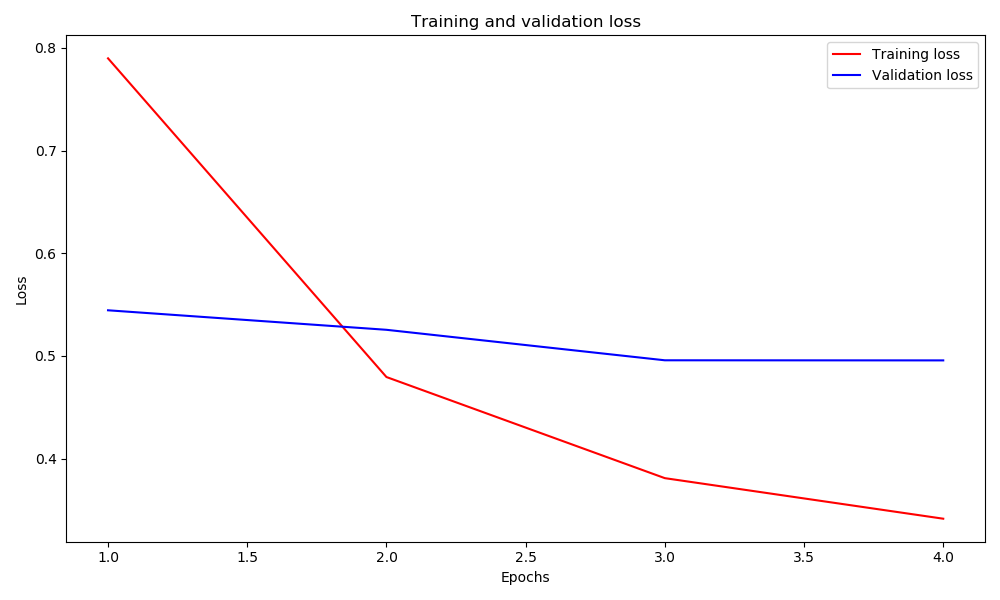 Training and validation loss
Training loss
Validation loss
Loss
0.8
0.7
0.6
0.5
0.4
1.0 1.5 2.0 2.5 3.0 3.5 4.0
Epochs